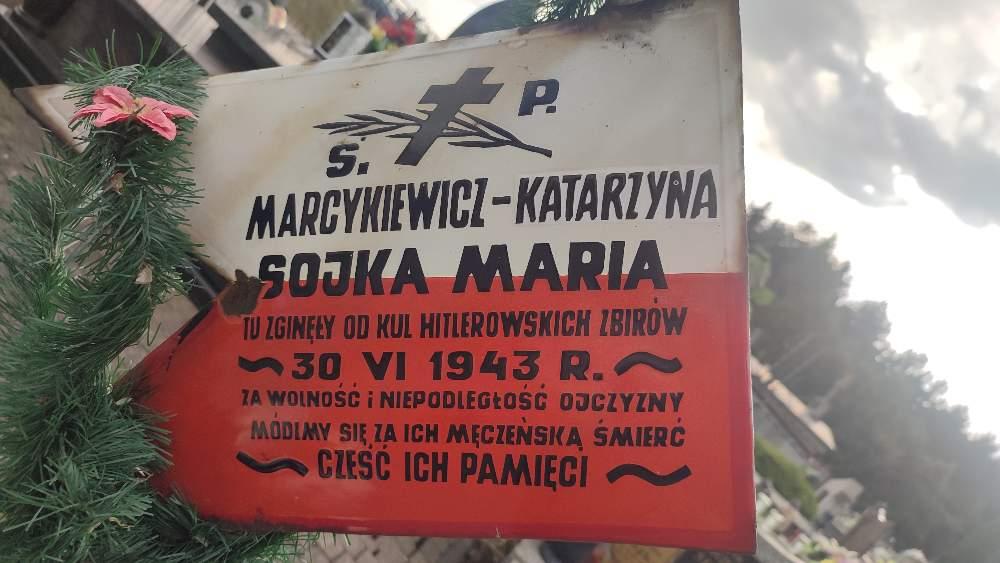 Ś. P.
MARCYKIEWICZ-KATARZYNA
SOJKA MARIA
TU ZGINĘŁY OD KUL HITLEROWSKICH ZBIRÓW
~30 VI 1943 R.~
ZA WOLNOŚĆ i NIEPODLEGŁOŚĆ OJCZYZNY
MÓDLMY SIĘ ZA ICH MĘCZEŃSKĄ ŚMIERĆ
~CZEŚĆ ICH PAMIĘCI~